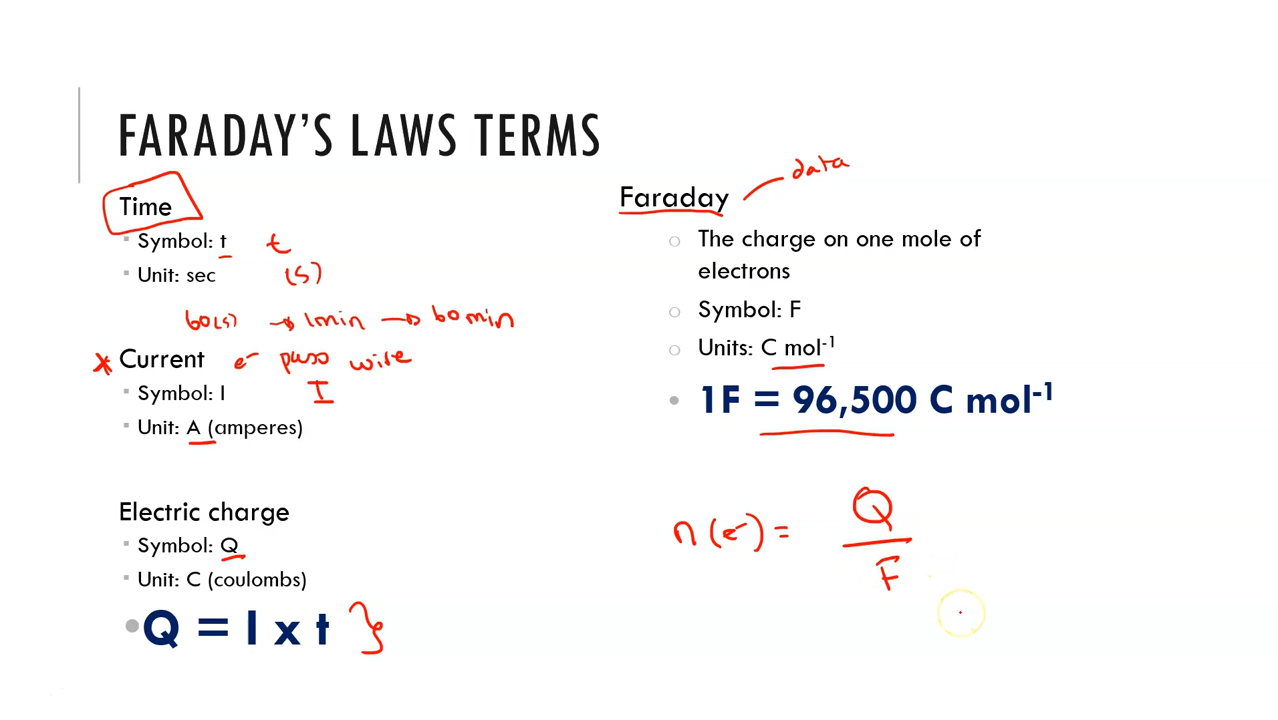 FARADAY'S LAWS TERMS
Time
Symbol: t t
Unit: sec (s)
60(s) → 1min → 60min
* Current e⁻ pass wire
Symbol: I I
Unit: A (amperes)
Electric charge
Symbol: Q
Unit: C (coulombs)
Q = I x t }
Faraday data
The charge on one mole of
electrons
Symbol: F
Units: C mol⁻¹
1F = 96,500 C mol⁻¹
n(e⁻) = Q
F